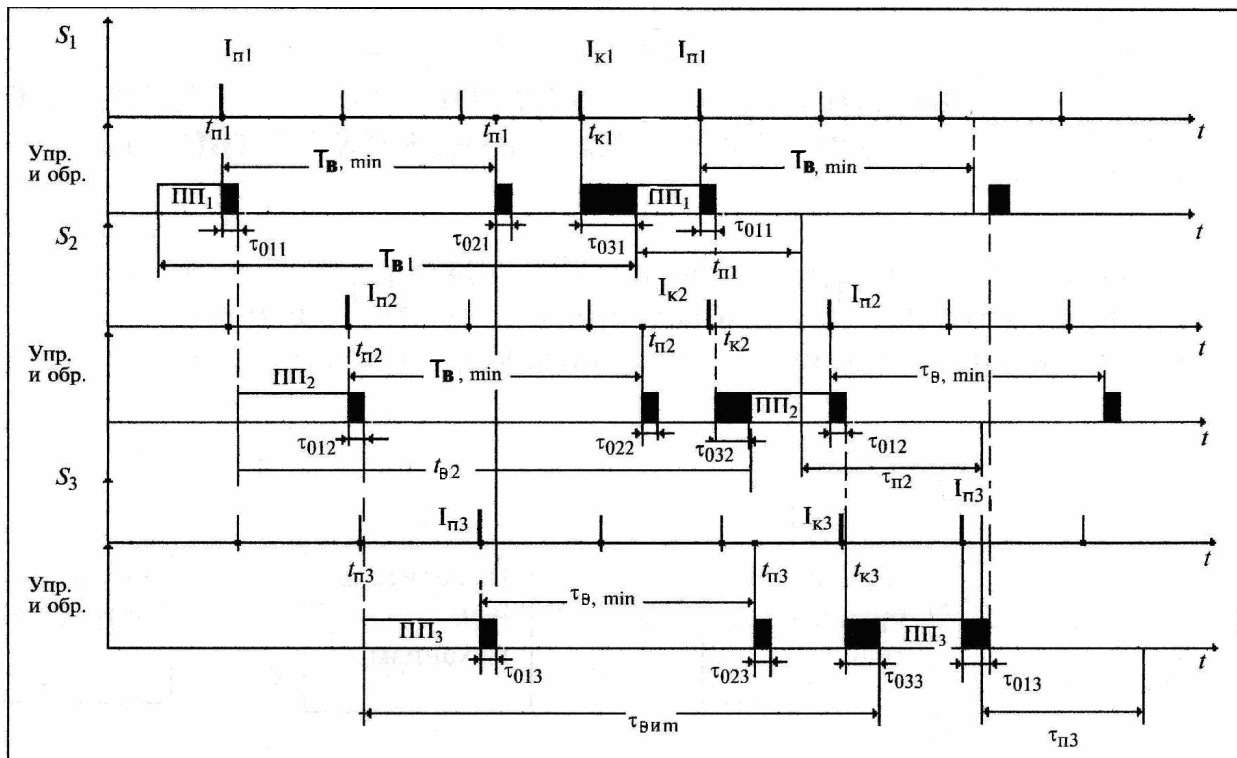 S₁ Iп1 Iк1 Iп1
tп1 tп1 tк1 t
Упр. и обр. Tв, min Tв, min
ПП₁ ПП₁
S₂ τ011 τ021 τ031 τ011 t
Tв1 tп1
Iп2 Iк2 Iп2
tп2 tп2 tк2 t
Упр. и обр. Tв, min τв, min
ПП₂ ПП₂
τ012 τ022 τ032 τ012 t
S₃ tв2 τп2
Iп3 Iк3 Iп3
tп3 tп3 tк3 t
Упр. и обр. τв, min
ПП₃ ПП₃
τ013 τ023 τ033 τ013 t
τвит τп3